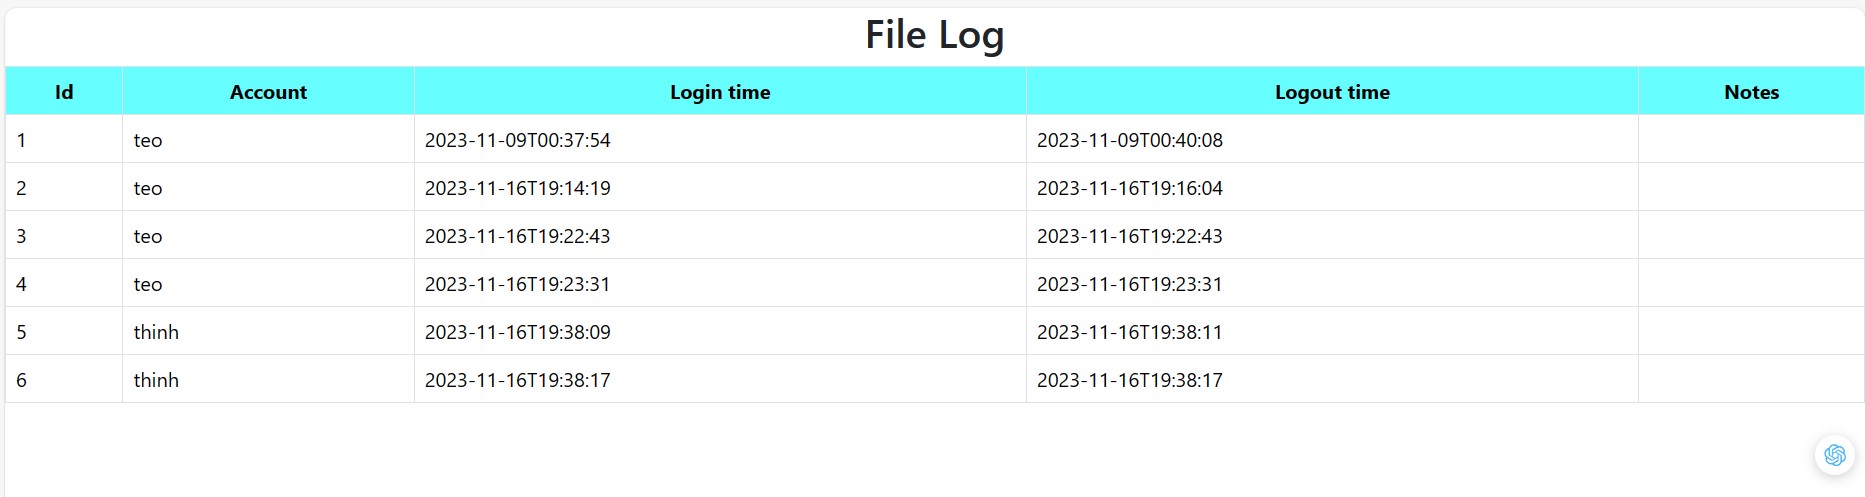 File Log
Id Account Login time Logout time Notes
1 teo 2023-11-09T00:37:54 2023-11-09T00:40:08
2 teo 2023-11-16T19:14:19 2023-11-16T19:16:04
3 teo 2023-11-16T19:22:43 2023-11-16T19:22:43
4 teo 2023-11-16T19:23:31 2023-11-16T19:23:31
5 thinh 2023-11-16T19:38:09 2023-11-16T19:38:11
6 thinh 2023-11-16T19:38:17 2023-11-16T19:38:17